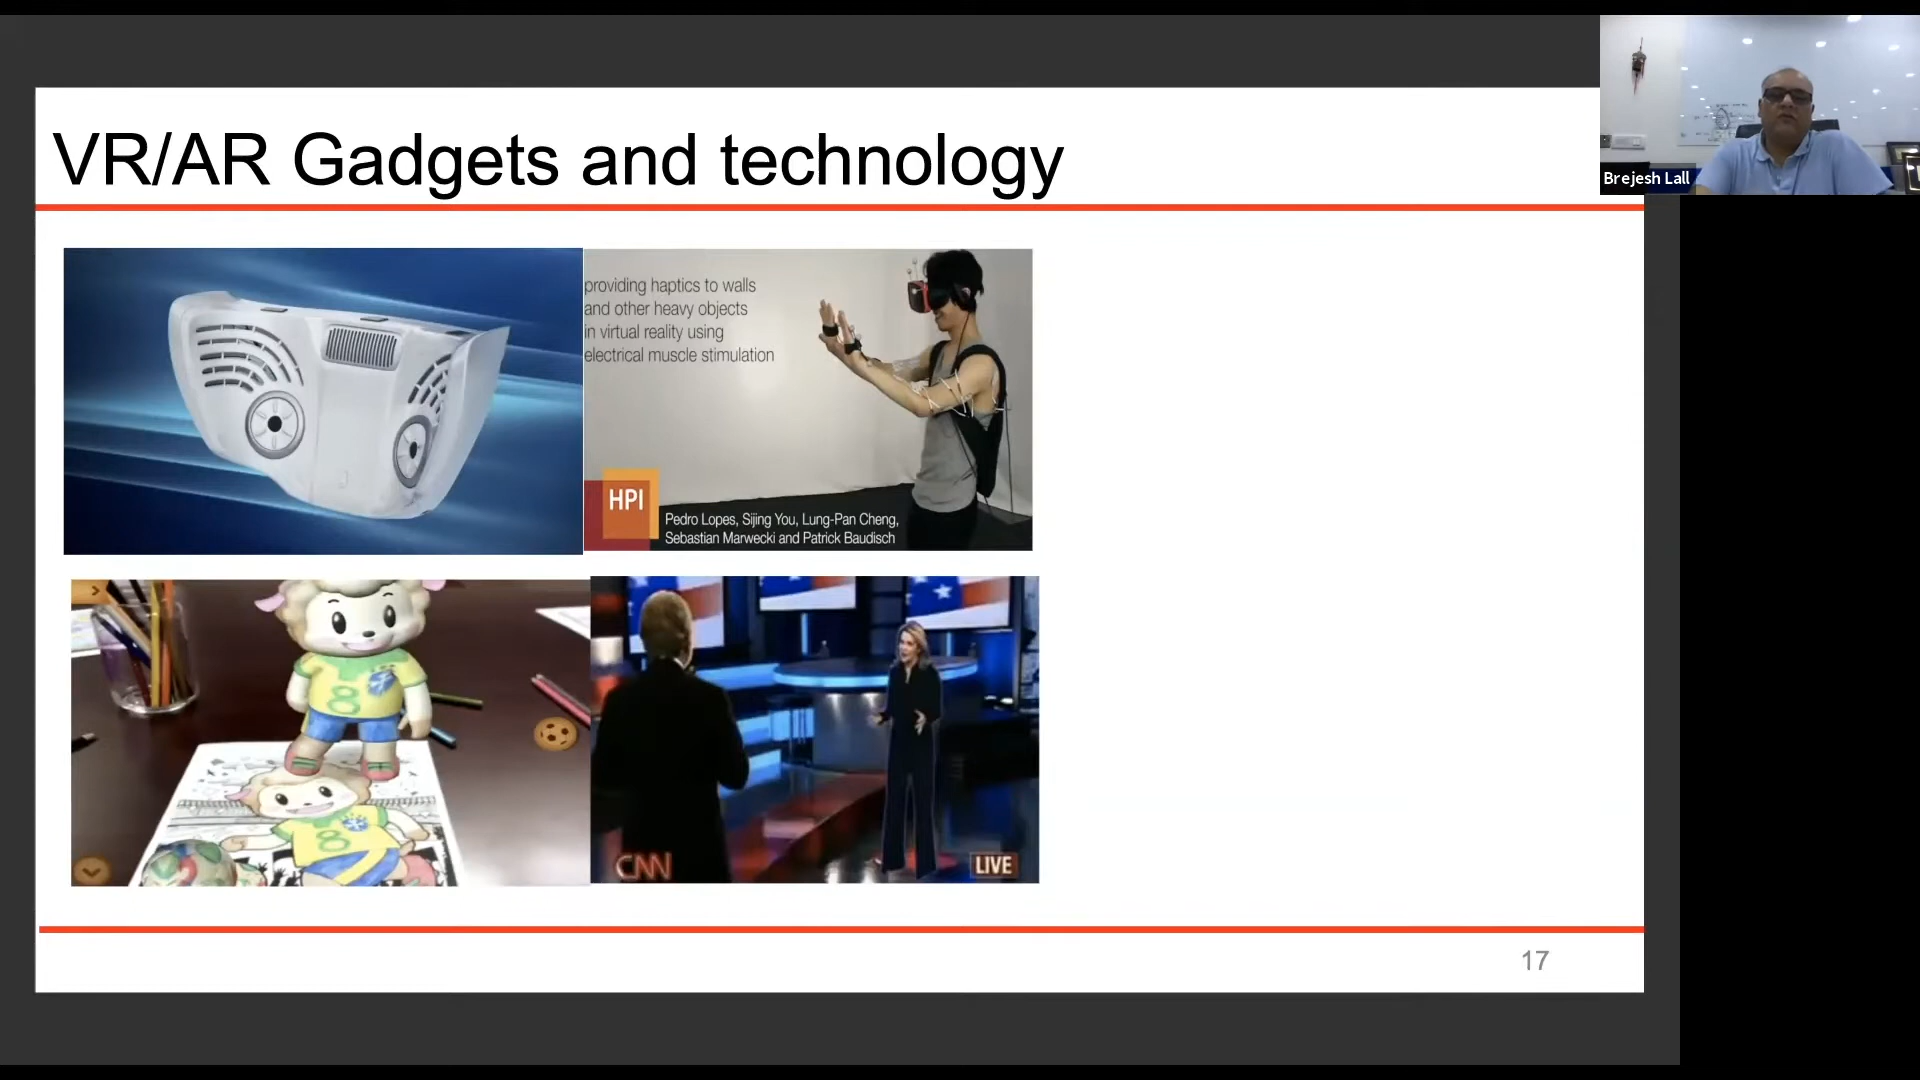 VR/AR Gadgets and technology
Brejesh Lall
providing haptics to walls
and other heavy objects
in virtual reality using
electrical muscle stimulation
HPI
Pedro Lopes, Sijing You, Lung-Pan Cheng,
Sebastian Marwecki and Patrick Baudisch
8
8
CNN
LIVE
17